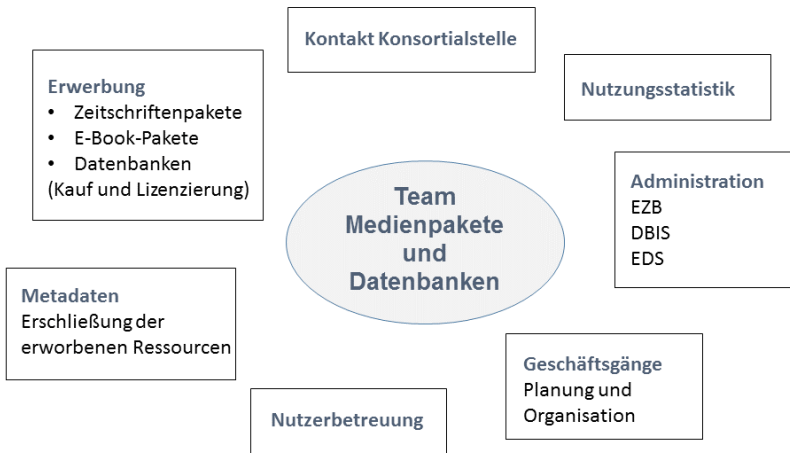 Kontakt Konsortialstelle
Erwerbung
• Zeitschriftenpakete
• E-Book-Pakete
• Datenbanken
(Kauf und Lizenzierung)
Nutzungsstatistik
Team
Medienpakete
und
Datenbanken
Administration
EZB
DBIS
EDS
Metadaten
Erschließung der
erworbenen Ressourcen
Geschäftsgänge
Planung und
Organisation
Nutzerbetreuung